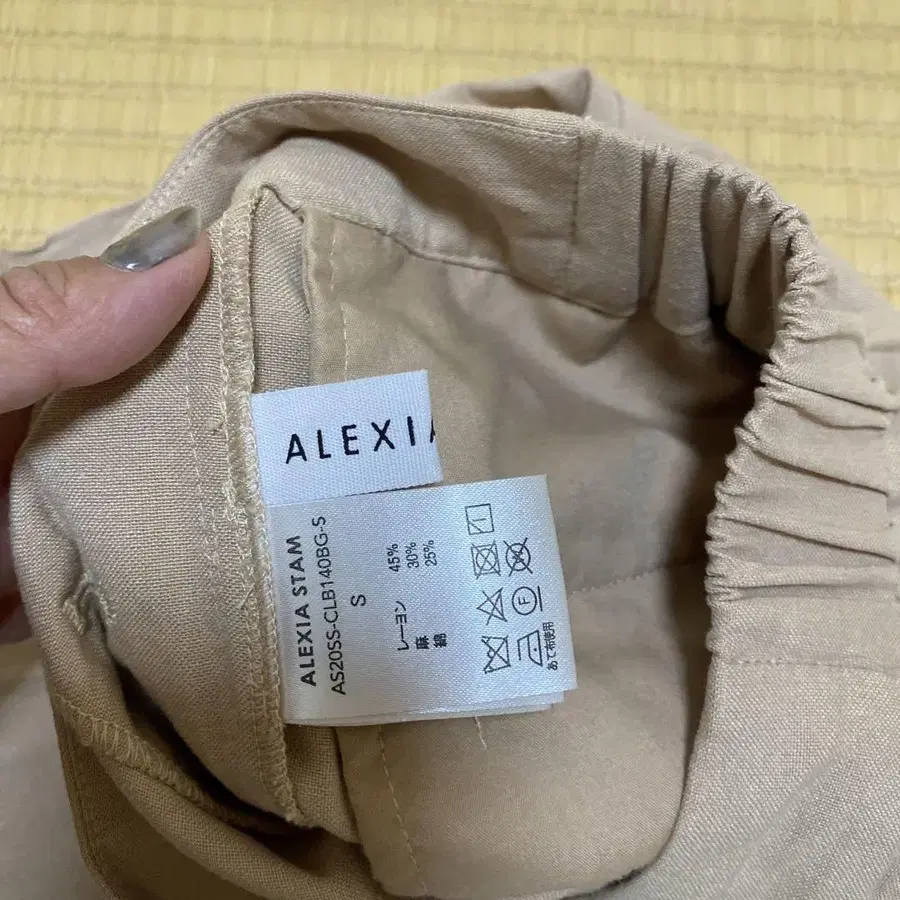 ALEXIA
ALEXIA STAM
AS20SS-CLB140BG-S
S
レーヨン 45%
麻 30%
綿 25%
F
あて布使用